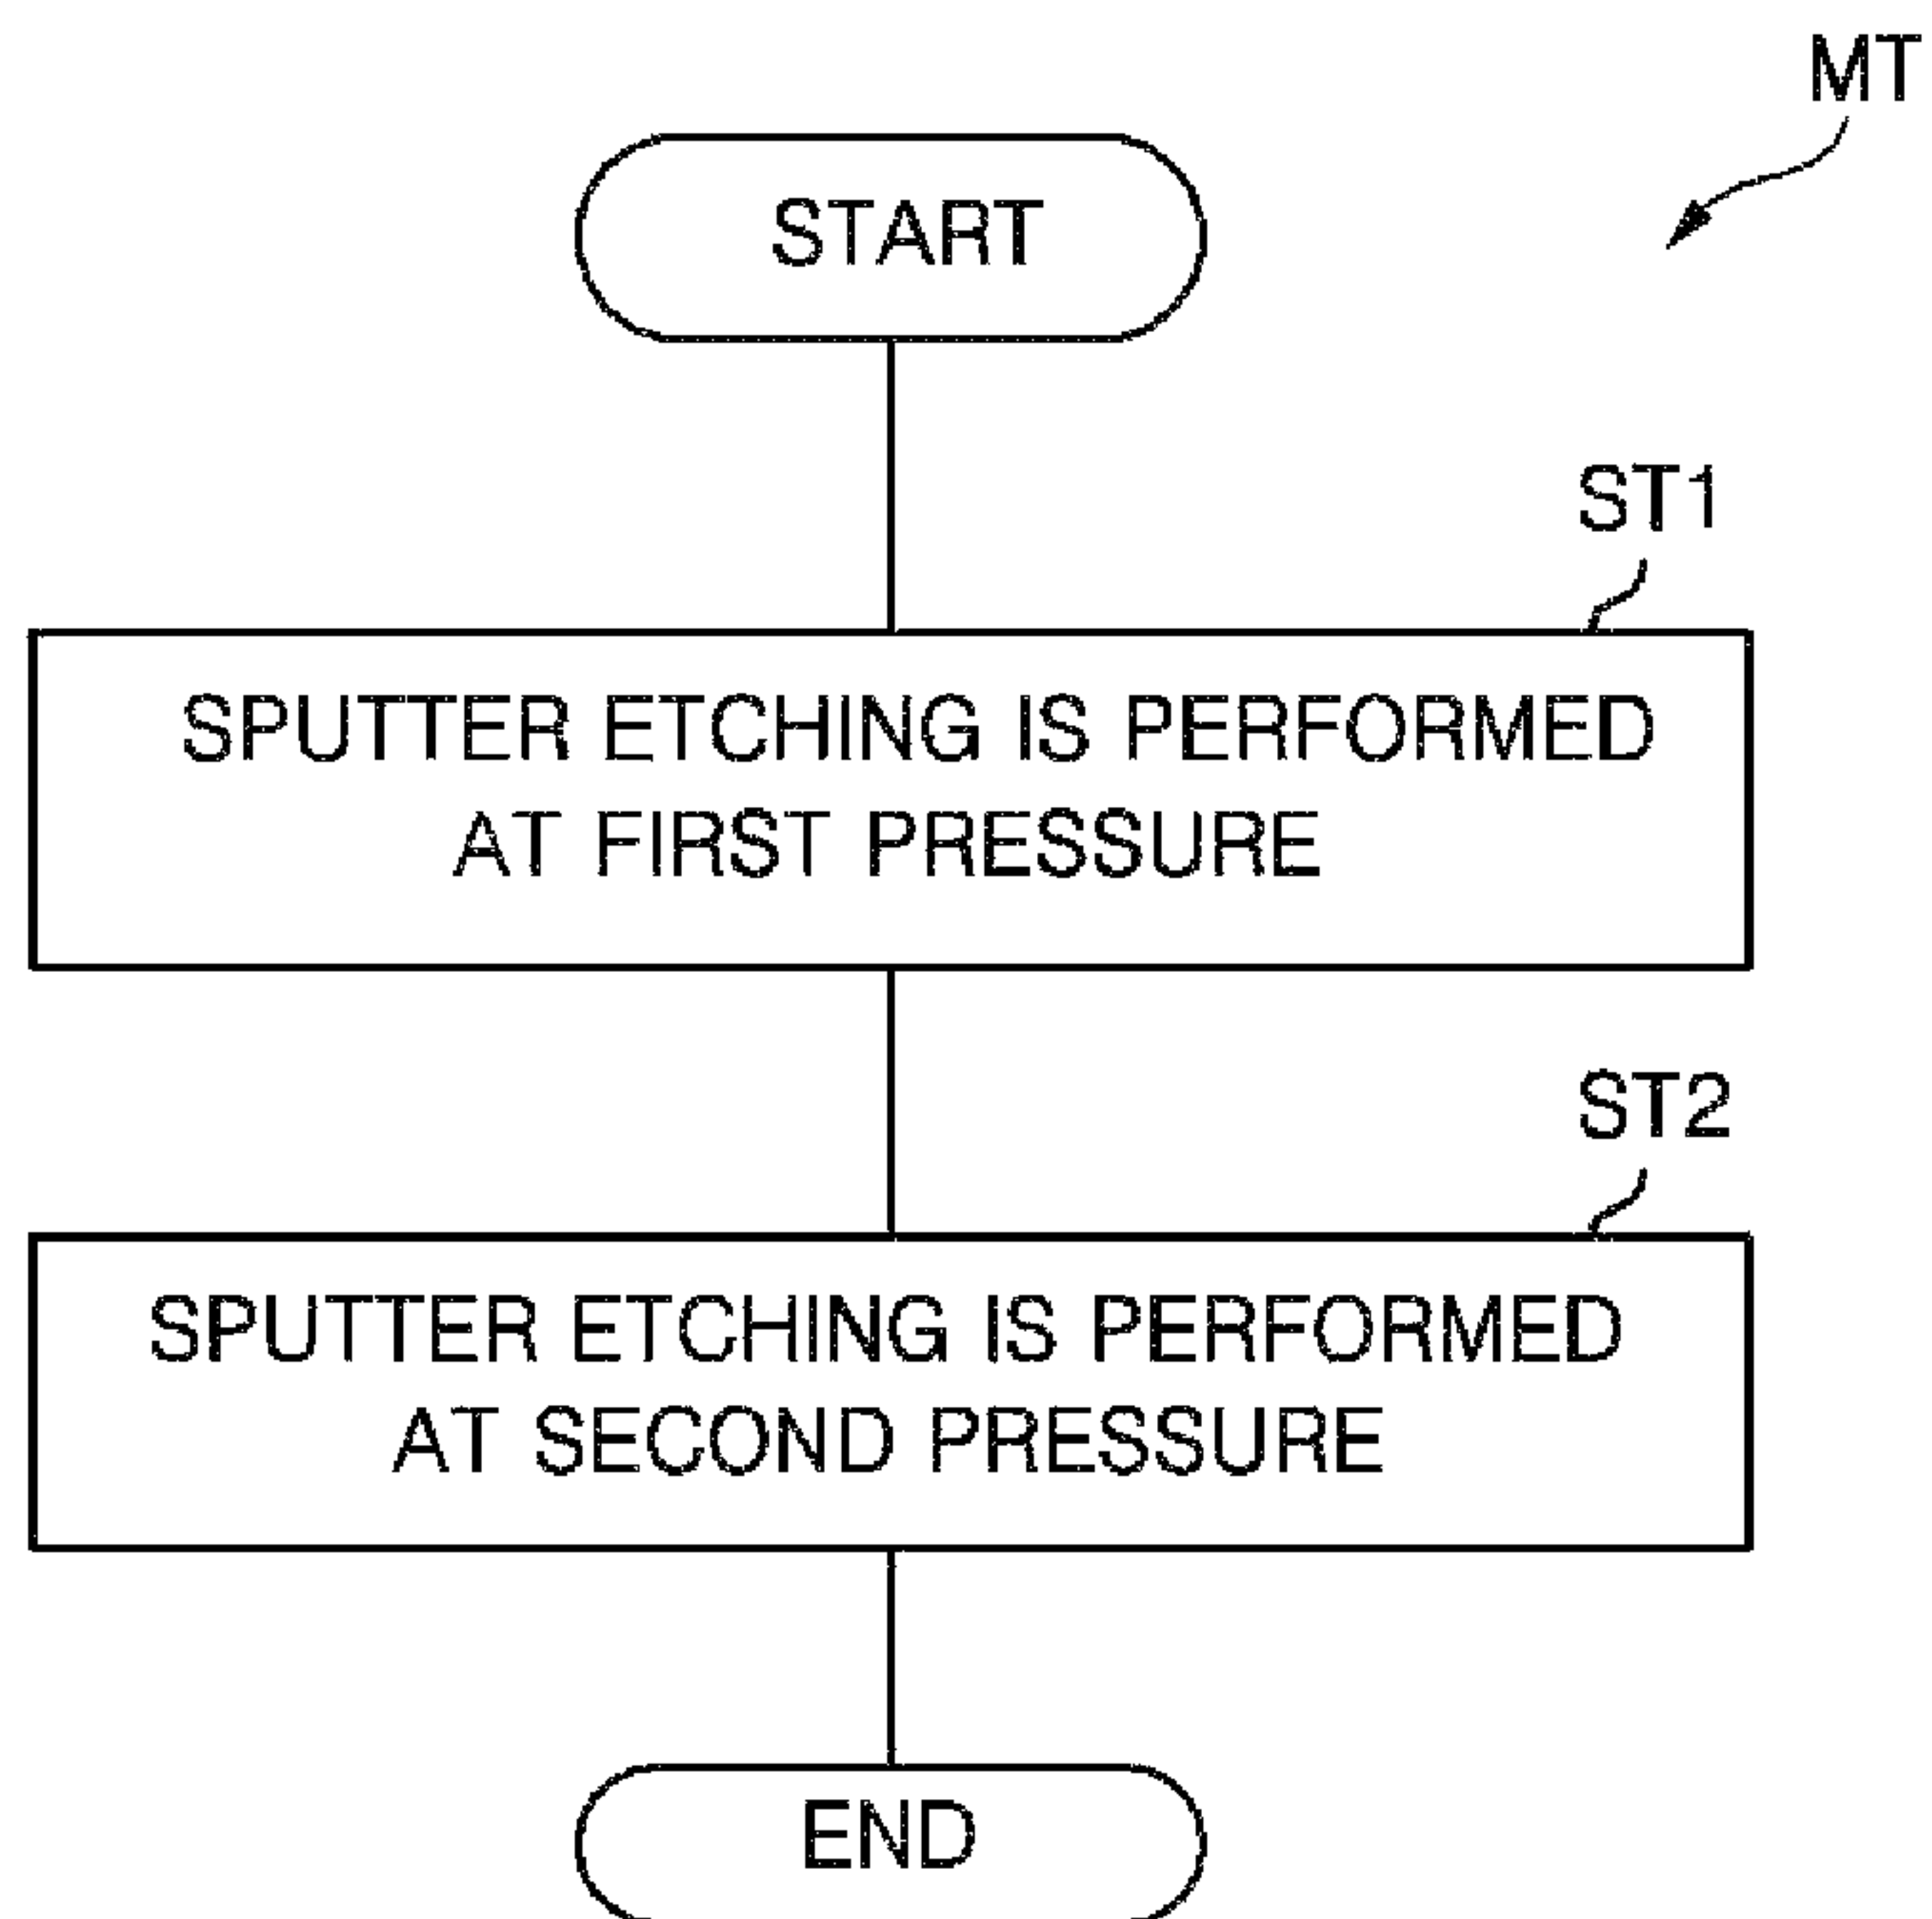 MT
START
ST1
SPUTTER ETCHING IS PERFORMED
AT FIRST PRESSURE
ST2
SPUTTER ETCHING IS PERFORMED
AT SECOND PRESSURE
END